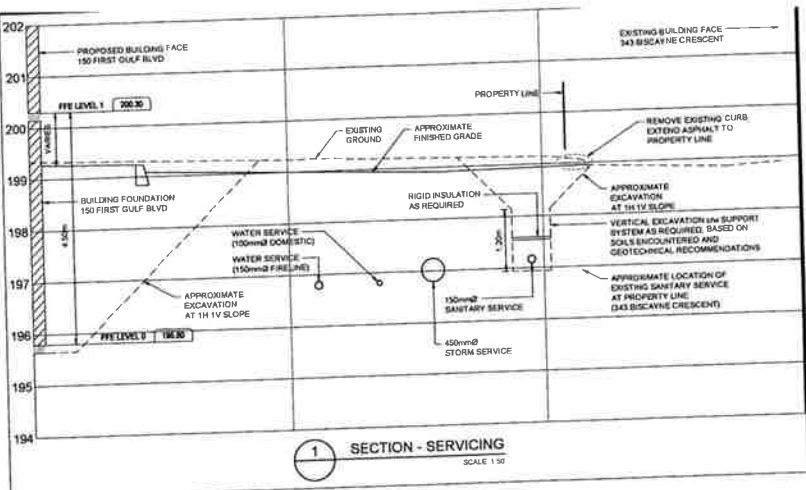 202
201
200
199
198
197
196
195
194
PROPOSED BUILDING FACE
150 FIRST GULF BLVD
EXISTING BUILDING FACE
343 BISCAYNE CRESCENT
FFE LEVEL 1 200.30
VARIES
PROPERTY LINE
EXISTING
GROUND
APPROXIMATE
FINISHED GRADE
REMOVE EXISTING CURB
EXTEND ASPHALT TO
PROPERTY LINE
BUILDING FOUNDATION
150 FIRST GULF BLVD
4.50m
RIGID INSULATION
AS REQUIRED
1.20m
APPROXIMATE
EXCAVATION
AT 1H 1V SLOPE
VERTICAL EXCAVATION c/w SUPPORT
SYSTEM AS REQUIRED, BASED ON
SOILS ENCOUNTERED AND
GEOTECHNICAL RECOMMENDATIONS
WATER SERVICE
(100mmØ DOMESTIC)
WATER SERVICE
(150mmØ FIRELINE)
APPROXIMATE
EXCAVATION
AT 1H 1V SLOPE
150mmØ
SANITARY SERVICE
APPROXIMATE LOCATION OF
EXISTING SANITARY SERVICE
AT PROPERTY LINE
(343 BISCAYNE CRESCENT)
450mmØ
STORM SERVICE
FFE LEVEL 0 195.80
1 SECTION - SERVICING
SCALE 1 50